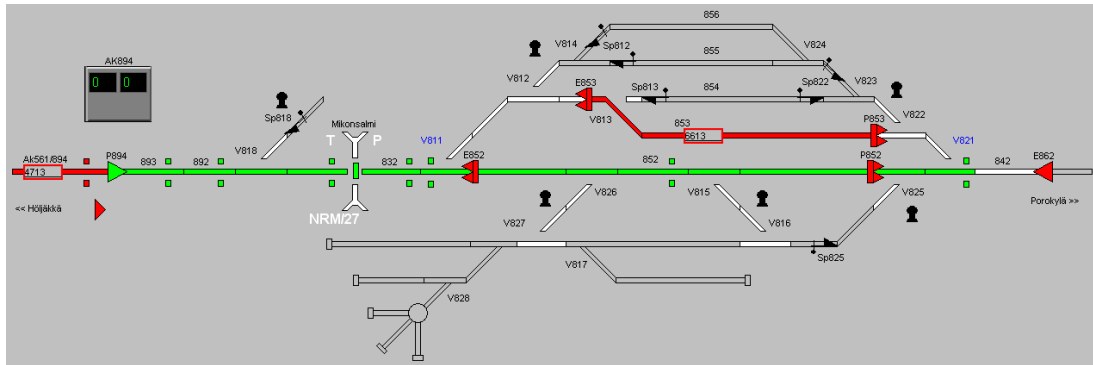 856
V814
Sp812
V824
855
AK894
0 0
V812
E853
Sp822
V823
Sp813
854
V822
V813
853
6613
P853
Sp818
Mikonsalmi
T P
V811
V821
Ak561/894
P894
893
892
V818
832
E852
852
P852
842
E862
4713
<< Höljäkkä
NRM/27
V826
V815
V825
Porokylä >>
V827
V816
V817
Sp825
V828